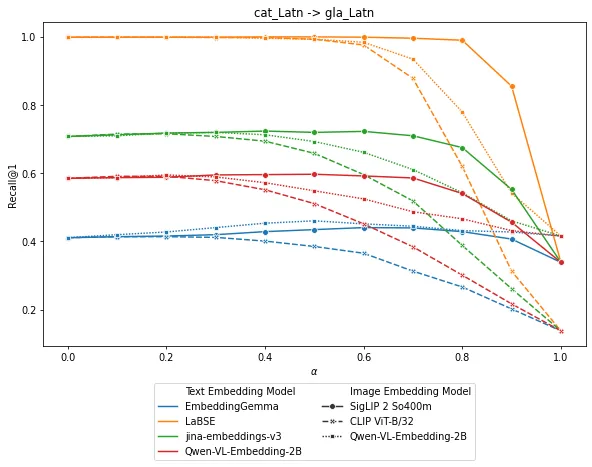 cat_Latn -> gla_Latn
Recall@1
1.0
0.8
0.6
0.4
0.2
0.0 0.2 0.4 0.6 0.8 1.0
α
Text Embedding Model
EmbeddingGemma
LaBSE
jina-embeddings-v3
Qwen-VL-Embedding-2B
Image Embedding Model
SigLIP 2 So400m
CLIP ViT-B/32
Qwen-VL-Embedding-2B